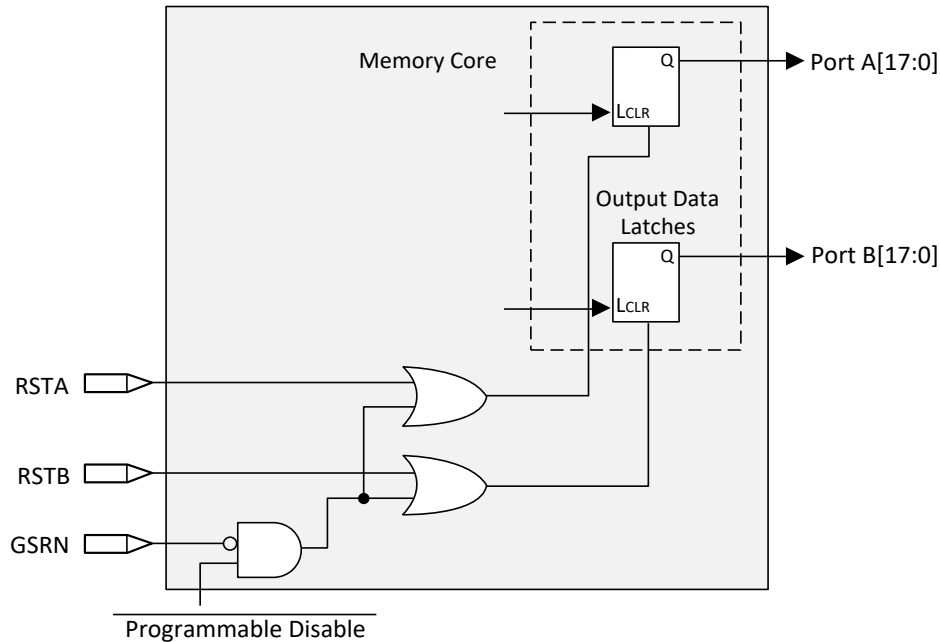 Memory Core
Q
Port A[17:0]
LCLR
Output Data
Latches
Q
Port B[17:0]
LCLR
RSTA
RSTB
GSRN
Programmable Disable